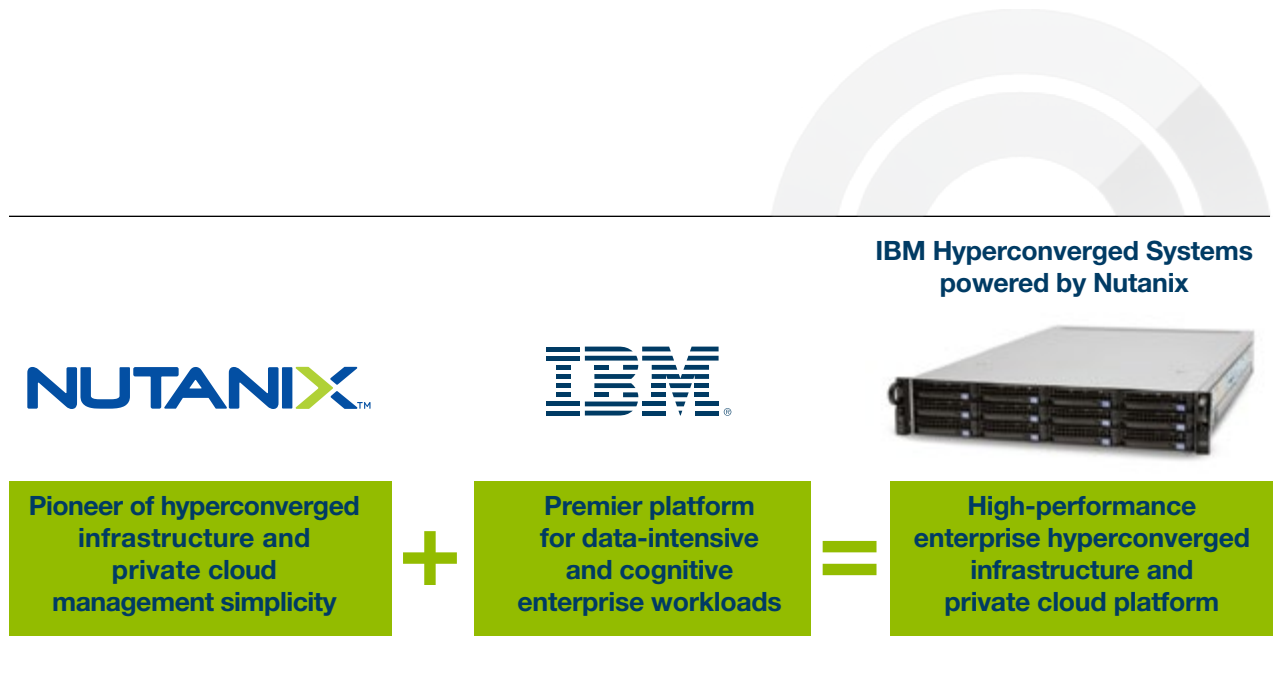 IBM Hyperconverged Systems
powered by Nutanix
NUTANIX™
IBM®
Pioneer of hyperconverged
infrastructure and
private cloud
management simplicity
+
Premier platform
for data-intensive
and cognitive
enterprise workloads
=
High-performance
enterprise hyperconverged
infrastructure and
private cloud platform